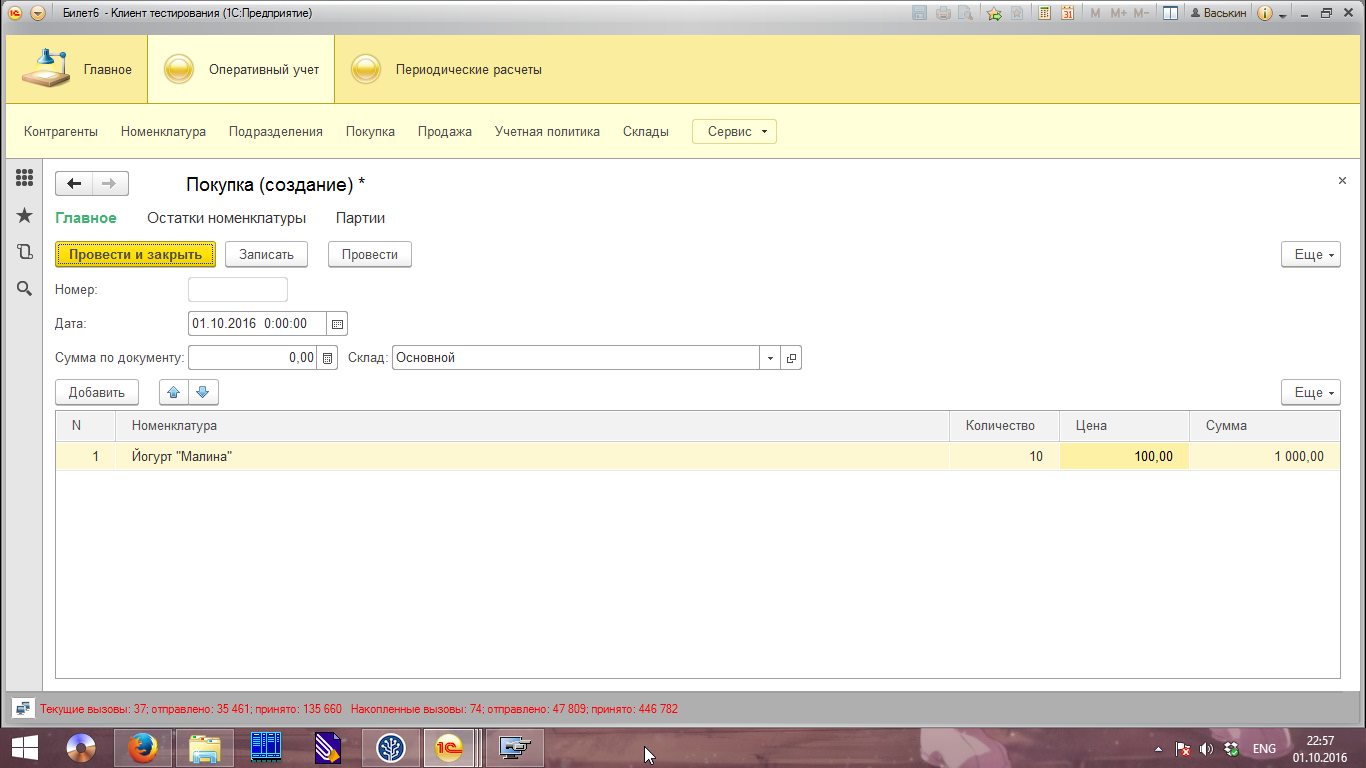 Билет6 - Клиент тестирования (1С:Предприятие)
31 M M+ M- Васькин
Главное Оперативный учет Периодические расчеты
Контрагенты Номенклатура Подразделения Покупка Продажа Учетная политика Склады Сервис
Покупка (создание) *
Главное Остатки номенклатуры Партии
Провести и закрыть Записать Провести Еще
Номер:
Дата: 01.10.2016 0:00:00
Сумма по документу: 0,00 Склад: Основной
Добавить Еще
N Номенклатура Количество Цена Сумма
1 Йогурт "Малина" 10 100,00 1 000,00
Текущие вызовы: 37; отправлено: 35 461; принято: 135 660 Накопленные вызовы: 74; отправлено: 47 809; принято: 446 782
1С ENG 22:57
01.10.2016